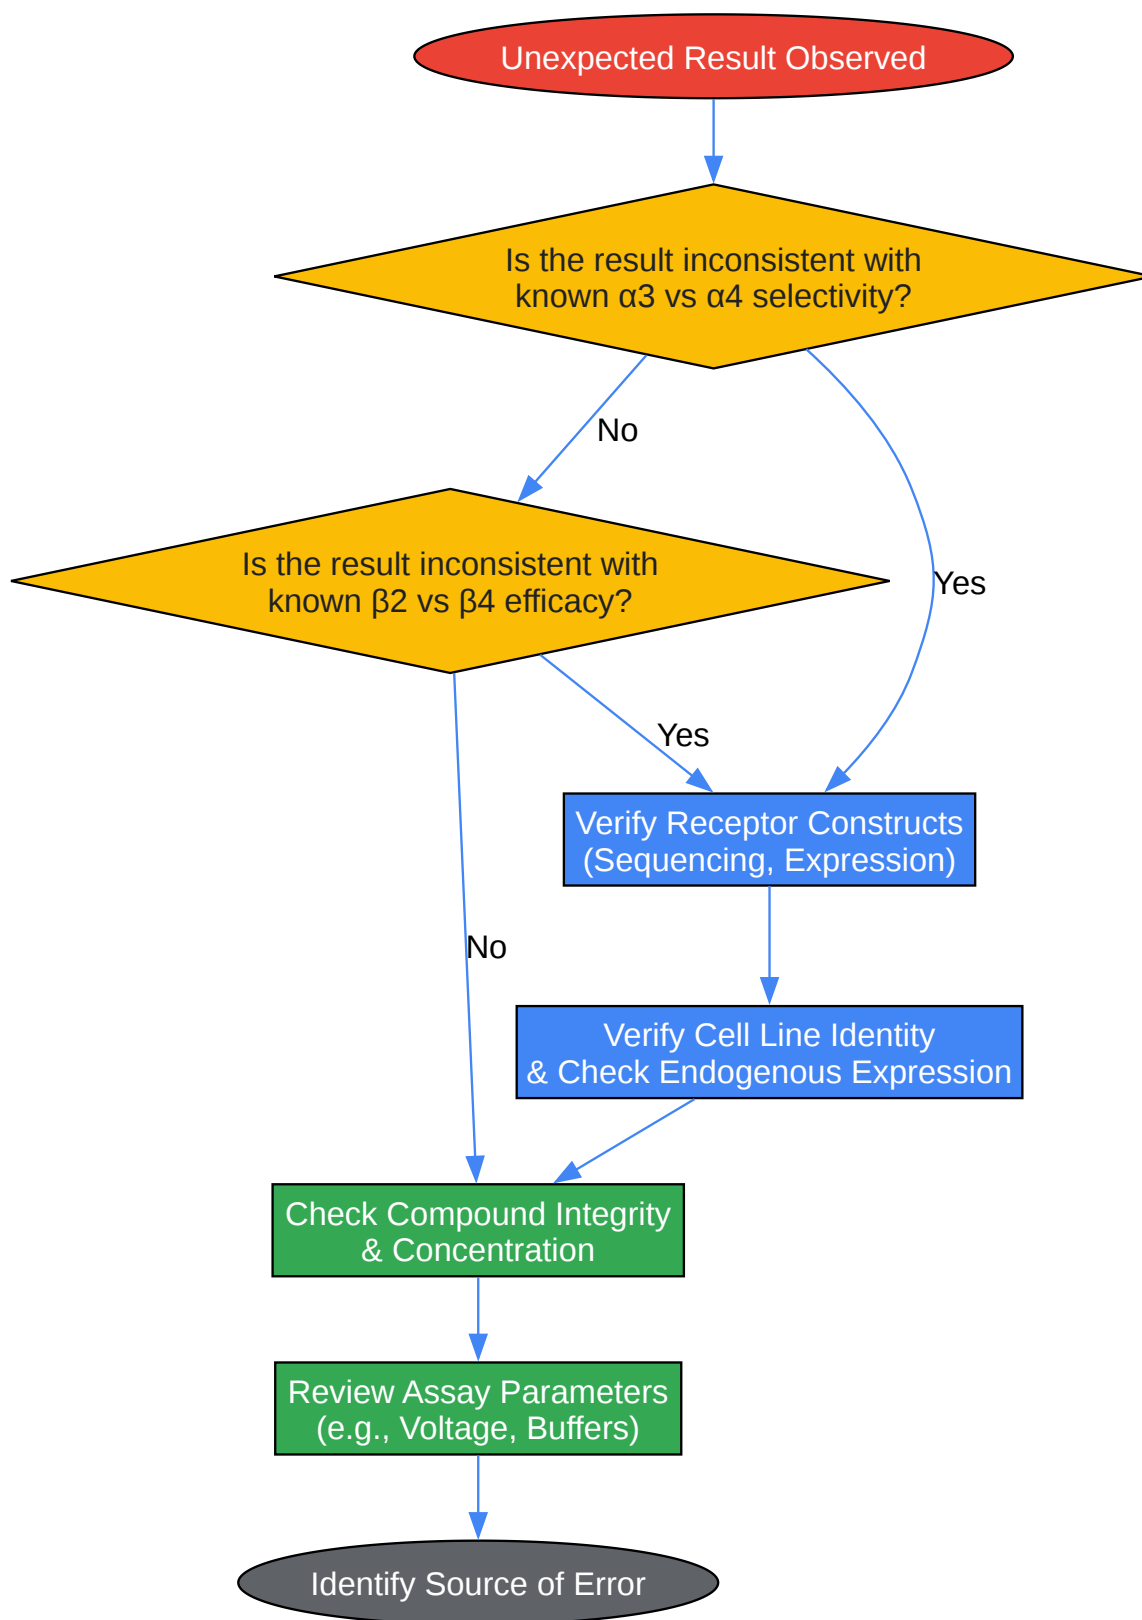 Unexpected Result Observed
Is the result inconsistent with
known α3 vs α4 selectivity?
No
Is the result inconsistent with
known β2 vs β4 efficacy?
Yes
Yes
Verify Receptor Constructs
(Sequencing, Expression)
No
Verify Cell Line Identity
& Check Endogenous Expression
Check Compound Integrity
& Concentration
Review Assay Parameters
(e.g., Voltage, Buffers)
Identify Source of Error